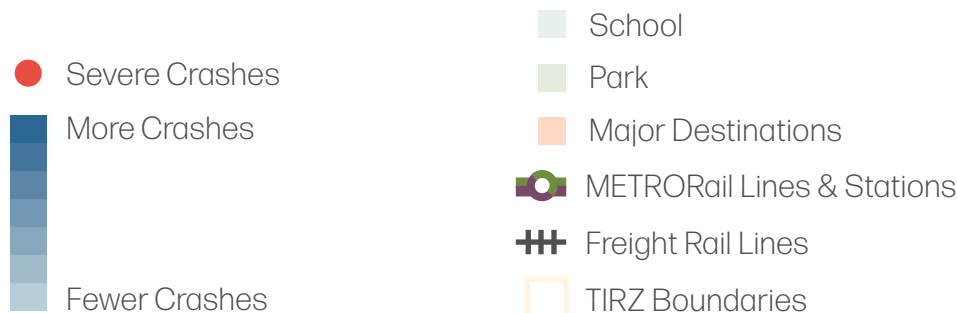 Severe Crashes
More Crashes
Fewer Crashes
School
Park
Major Destinations
METRORail Lines & Stations
Freight Rail Lines
TIRZ Boundaries